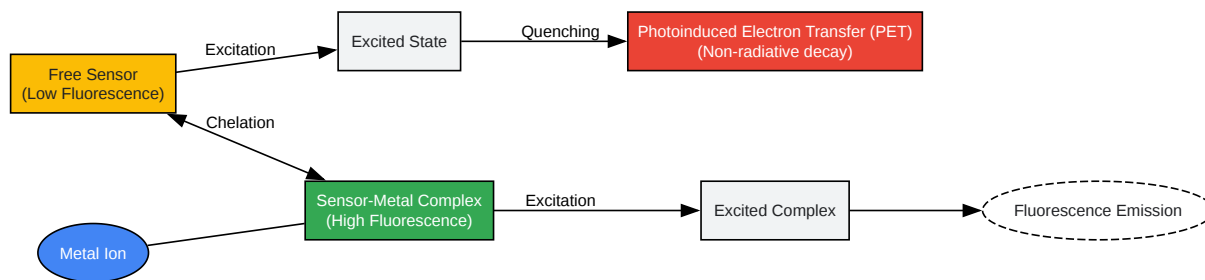 Excitation
Excited State
Quenching
Photoinduced Electron Transfer (PET)
(Non-radiative decay)
Free Sensor
(Low Fluorescence)
Chelation
Sensor-Metal Complex
(High Fluorescence)
Excitation
Excited Complex
Fluorescence Emission
Metal Ion